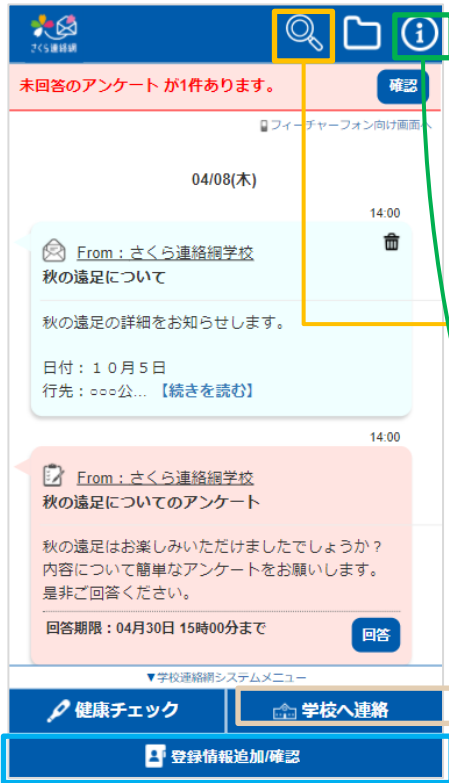 さくら連絡網
未回答のアンケート が1件あります。
確認
フィーチャーフォン向け画面へ
04/08(木)
14:00
From：さくら連絡網学校
秋の遠足について
秋の遠足の詳細をお知らせします。
日付：１０月５日
行先：○○○公... 【続きを読む】
14:00
From：さくら連絡網学校
秋の遠足についてのアンケート
秋の遠足はお楽しみいただけましたでしょうか？
内容について簡単なアンケートをお願いします。
是非ご回答ください。
回答期限：04月30日 15時00分まで
回答
▼学校連絡網システムメニュー
健康チェック
学校へ連絡
登録情報追加/確認